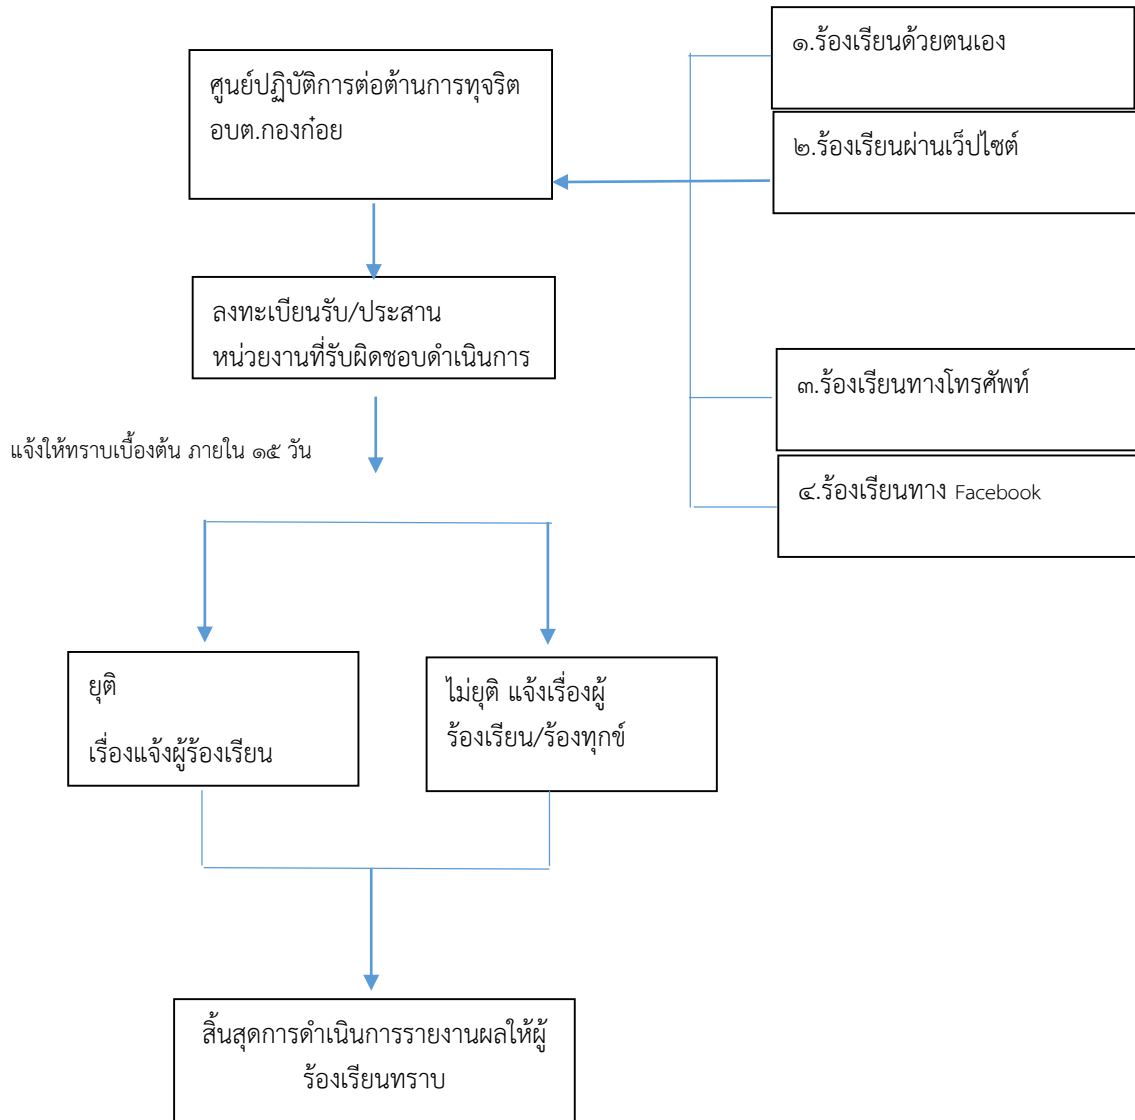 ๑.ร้องเรียนด้วยตนเอง
ศูนย์ปฏิบัติการต่อต้านการทุจริต
อบต.กองก๋อย
๒.ร้องเรียนผ่านเว็ปไซต์
ลงทะเบียนรับ/ประสาน
หน่วยงานที่รับผิดชอบดำเนินการ
๓.ร้องเรียนทางโทรศัพท์
แจ้งให้ทราบเบื้องต้น ภายใน ๑๕ วัน
๔.ร้องเรียนทาง Facebook
ยุติ
เรื่องแจ้งผู้ร้องเรียน
ไม่ยุติ แจ้งเรื่องผู้
ร้องเรียน/ร้องทุกข์
สิ้นสุดการดำเนินการรายงานผลให้ผู้
ร้องเรียนทราบ